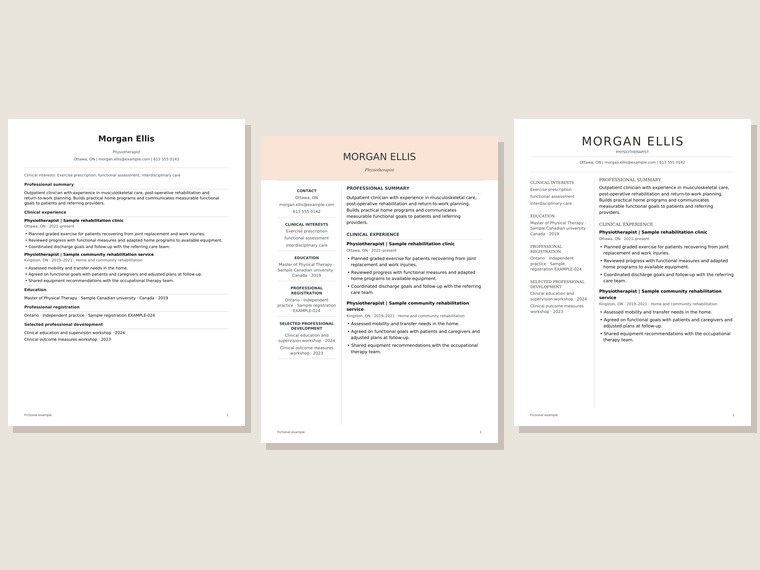 Morgan Ellis
Physiotherapist
Ottawa, ON | morgan.ellis@example.com | 613 555 0142
Clinical interests: Exercise prescription, functional assessment, interdisciplinary care
Professional summary
Outpatient clinician with experience in musculoskeletal care, post-operative rehabilitation and
return-to-work planning. Builds practical home programs and communicates measurable functional
goals to patients and referring providers.
Clinical experience
Physiotherapist | Sample rehabilitation clinic
Ottawa, ON · 2021–present
• Planned graded exercise for patients recovering from joint replacement and work injuries.
• Reviewed progress with functional measures and adapted home programs to available equipment.
• Coordinated discharge goals and follow-up with the referring care team.
Physiotherapist | Sample community rehabilitation service
Kingston, ON · 2019–2021 · Home and community rehabilitation
• Assessed mobility and transfer needs in the home.
• Agreed on functional goals with patients and caregivers and adjusted plans at follow-up.
• Shared equipment recommendations with the occupational therapy team.
Education
Master of Physical Therapy · Sample Canadian university · Canada · 2019
Professional registration
Ontario · Independent practice · Sample registration EXAMPLE-024
Selected professional development
Clinical education and supervision workshop · 2024
Clinical outcome measures workshop · 2023
Fictional example
1
MORGAN ELLIS
Physiotherapist
CONTACT
Ottawa, ON
morgan.ellis@example.com
613 555 0142
CLINICAL INTERESTS
Exercise prescription
functional assessment
interdisciplinary care
EDUCATION
Master of Physical Therapy ·
Sample Canadian university ·
Canada · 2019
PROFESSIONAL
REGISTRATION
Ontario · Independent
practice · Sample registration
EXAMPLE-024
SELECTED PROFESSIONAL
DEVELOPMENT
Clinical education and
supervision workshop · 2024
Clinical outcome measures
workshop · 2023
PROFESSIONAL SUMMARY
Outpatient clinician with experience in musculoskeletal care,
post-operative rehabilitation and return-to-work planning.
Builds practical home programs and communicates
measurable functional goals to patients and referring
providers.
CLINICAL EXPERIENCE
Physiotherapist | Sample rehabilitation clinic
Ottawa, ON · 2021–present
• Planned graded exercise for patients recovering from joint
replacement and work injuries.
• Reviewed progress with functional measures and adapted
home programs to available equipment.
• Coordinated discharge goals and follow-up with the referring
care team.
Physiotherapist | Sample community rehabilitation
service
Kingston, ON · 2019–2021 · Home and community rehabilitation
• Assessed mobility and transfer needs in the home.
• Agreed on functional goals with patients and caregivers and
adjusted plans at follow-up.
• Shared equipment recommendations with the occupational
therapy team.
Fictional example
1
MORGAN ELLIS
PHYSIOTHERAPIST
Ottawa, ON | morgan.ellis@example.com | 613 555 0142
CLINICAL INTERESTS
Exercise prescription
functional assessment
interdisciplinary care
EDUCATION
Master of Physical Therapy ·
Sample Canadian university ·
Canada · 2019
PROFESSIONAL
REGISTRATION
Ontario · Independent
practice · Sample
registration EXAMPLE-024
SELECTED PROFESSIONAL
DEVELOPMENT
Clinical education and
supervision workshop · 2024
Clinical outcome measures
workshop · 2023
PROFESSIONAL SUMMARY
Outpatient clinician with experience in musculoskeletal care,
post-operative rehabilitation and return-to-work planning.
Builds practical home programs and communicates
measurable functional goals to patients and referring
providers.
CLINICAL EXPERIENCE
Physiotherapist | Sample rehabilitation clinic
Ottawa, ON · 2021–present
• Planned graded exercise for patients recovering from joint
replacement and work injuries.
• Reviewed progress with functional measures and adapted
home programs to available equipment.
• Coordinated discharge goals and follow-up with the referring
care team.
Physiotherapist | Sample community rehabilitation
service
Kingston, ON · 2019–2021 · Home and community rehabilitation
• Assessed mobility and transfer needs in the home.
• Agreed on functional goals with patients and caregivers and
adjusted plans at follow-up.
• Shared equipment recommendations with the occupational
therapy team.
Fictional example
1